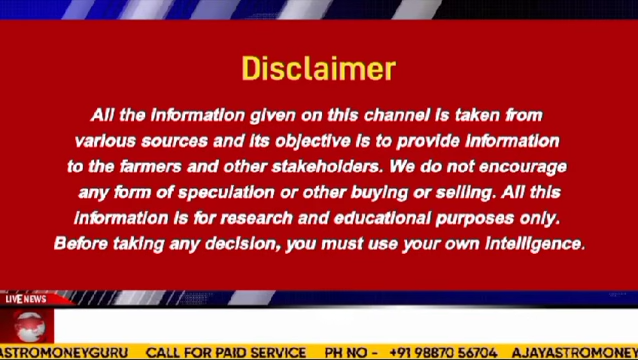 Disclaimer
All the information given on this channel is taken from
various sources and its objective is to provide information
to the farmers and other stakeholders. We do not encourage
any form of speculation or other buying or selling. All this
information is for research and educational purposes only.
Before taking any decision, you must use your own intelligence.
LIVE NEWS
ASTROMONEYGURU CALL FOR PAID SERVICE PH NO - +91 98870 56704 AJAYASTROMONEY